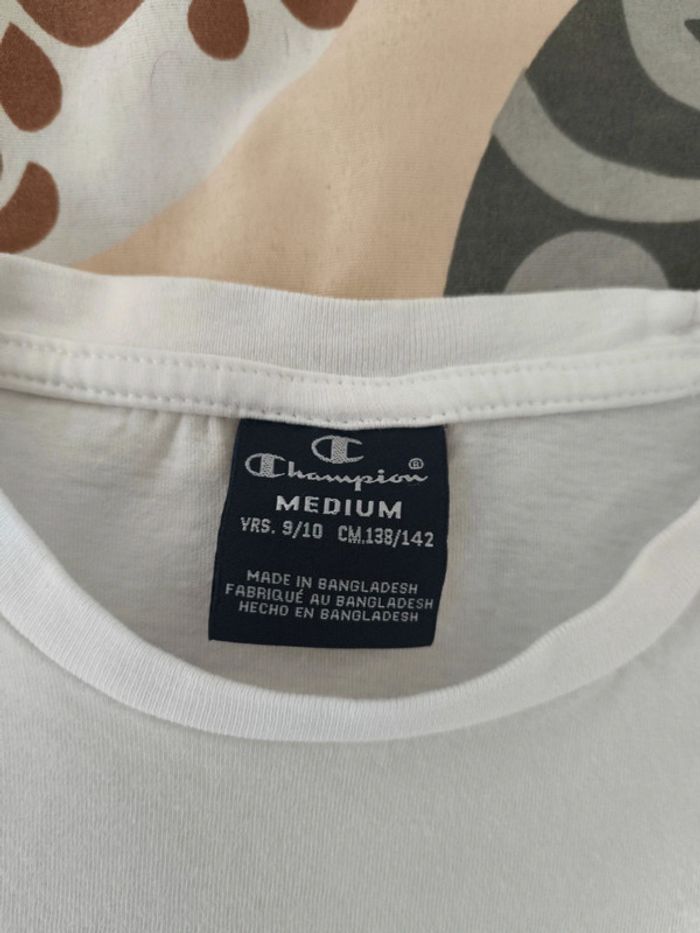 Champion®
MEDIUM
YRS. 9/10 CM.138/142
MADE IN BANGLADESH
FABRIQUÉ AU BANGLADESH
HECHO EN BANGLADESH